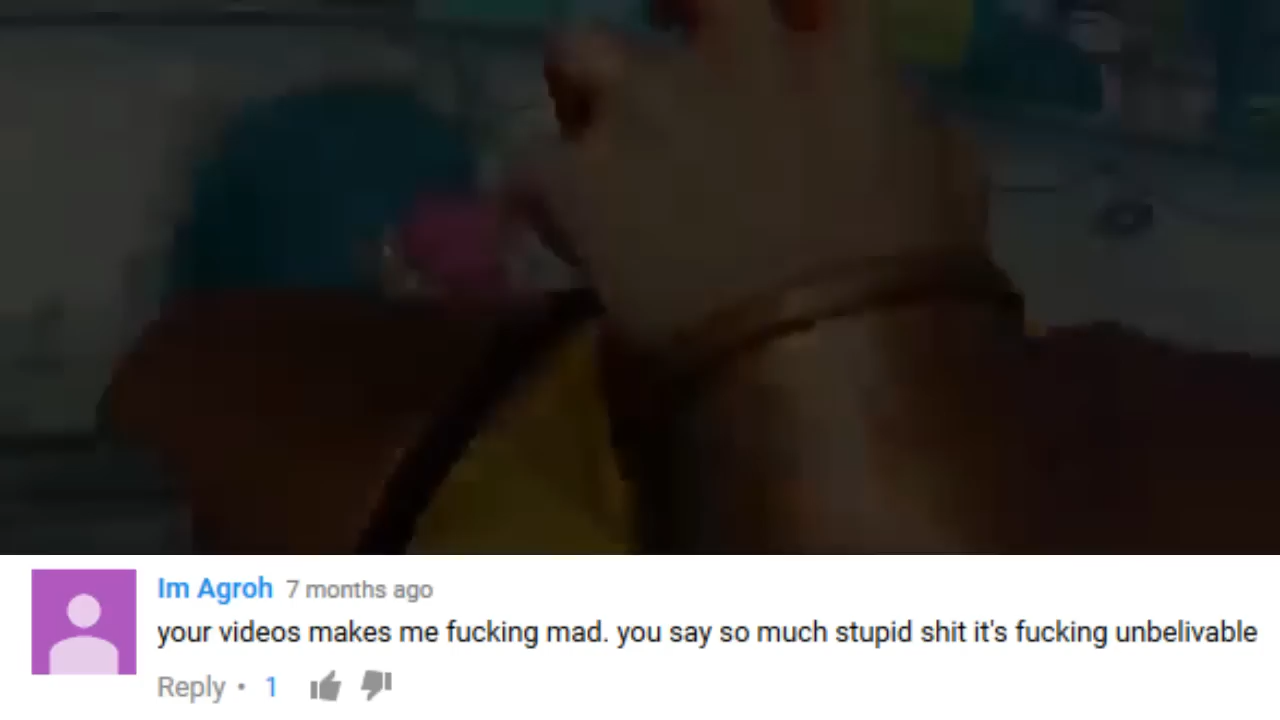 Im Agroh 7 months ago
your videos makes me fucking mad. you say so much stupid shit it's fucking unbelivable
Reply • 1